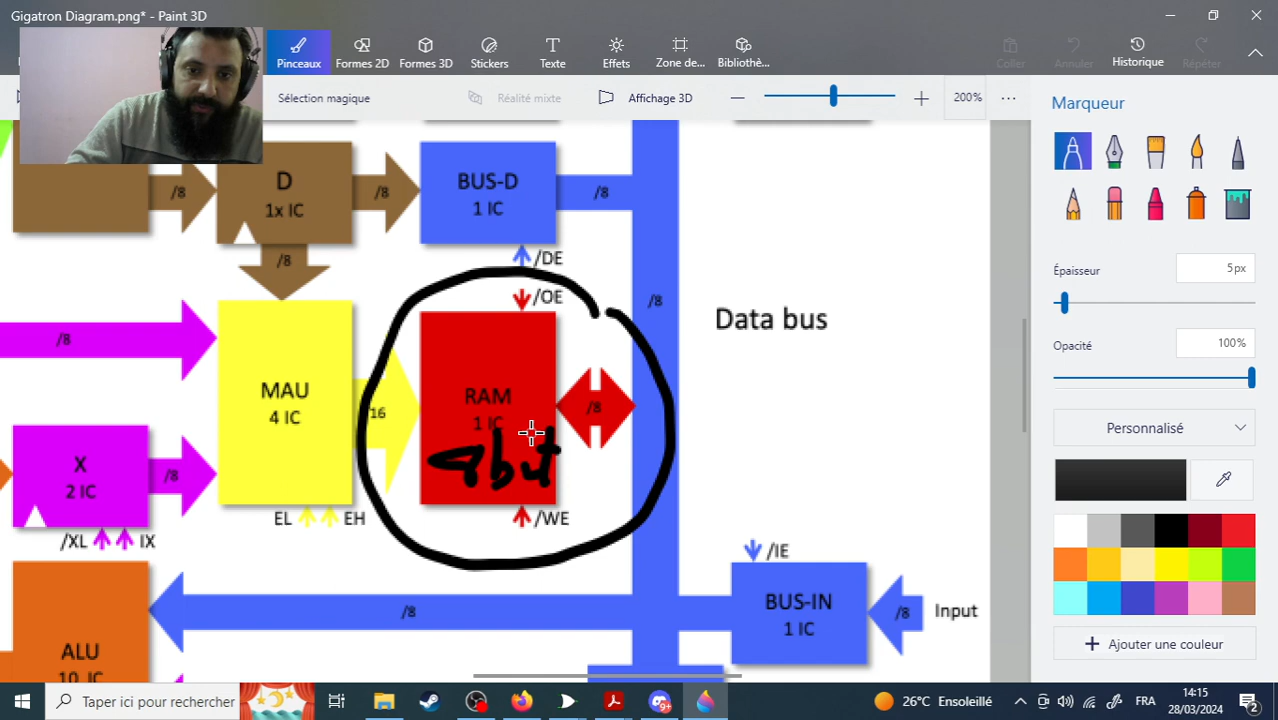 Gigatron Diagram.png* - Paint 3D
Pinceaux
Formes 2D
Formes 3D
Stickers
Texte
Effets
Zone de...
Bibliothè...
Coller
Annuler
Historique
Répéter
Sélection magique
Réalité mixte
Affichage 3D
200%
Marqueur
Épaisseur
5px
Opacité
100%
Personnalisé
Ajouter une couleur
/8
D
1x IC
/8
BUS-D
1 IC
/8
/8
/DE
/OE
/8
/8
Data bus
MAU
4 IC
16
RAM
1 IC
8bit
/8
X
2 IC
/8
EL
EH
/WE
/XL
IX
/IE
/8
BUS-IN
1 IC
/8
Input
ALU
10 IC
Taper ici pour rechercher
9+
26°C Ensoleillé
FRA
14:15
28/03/2024
2